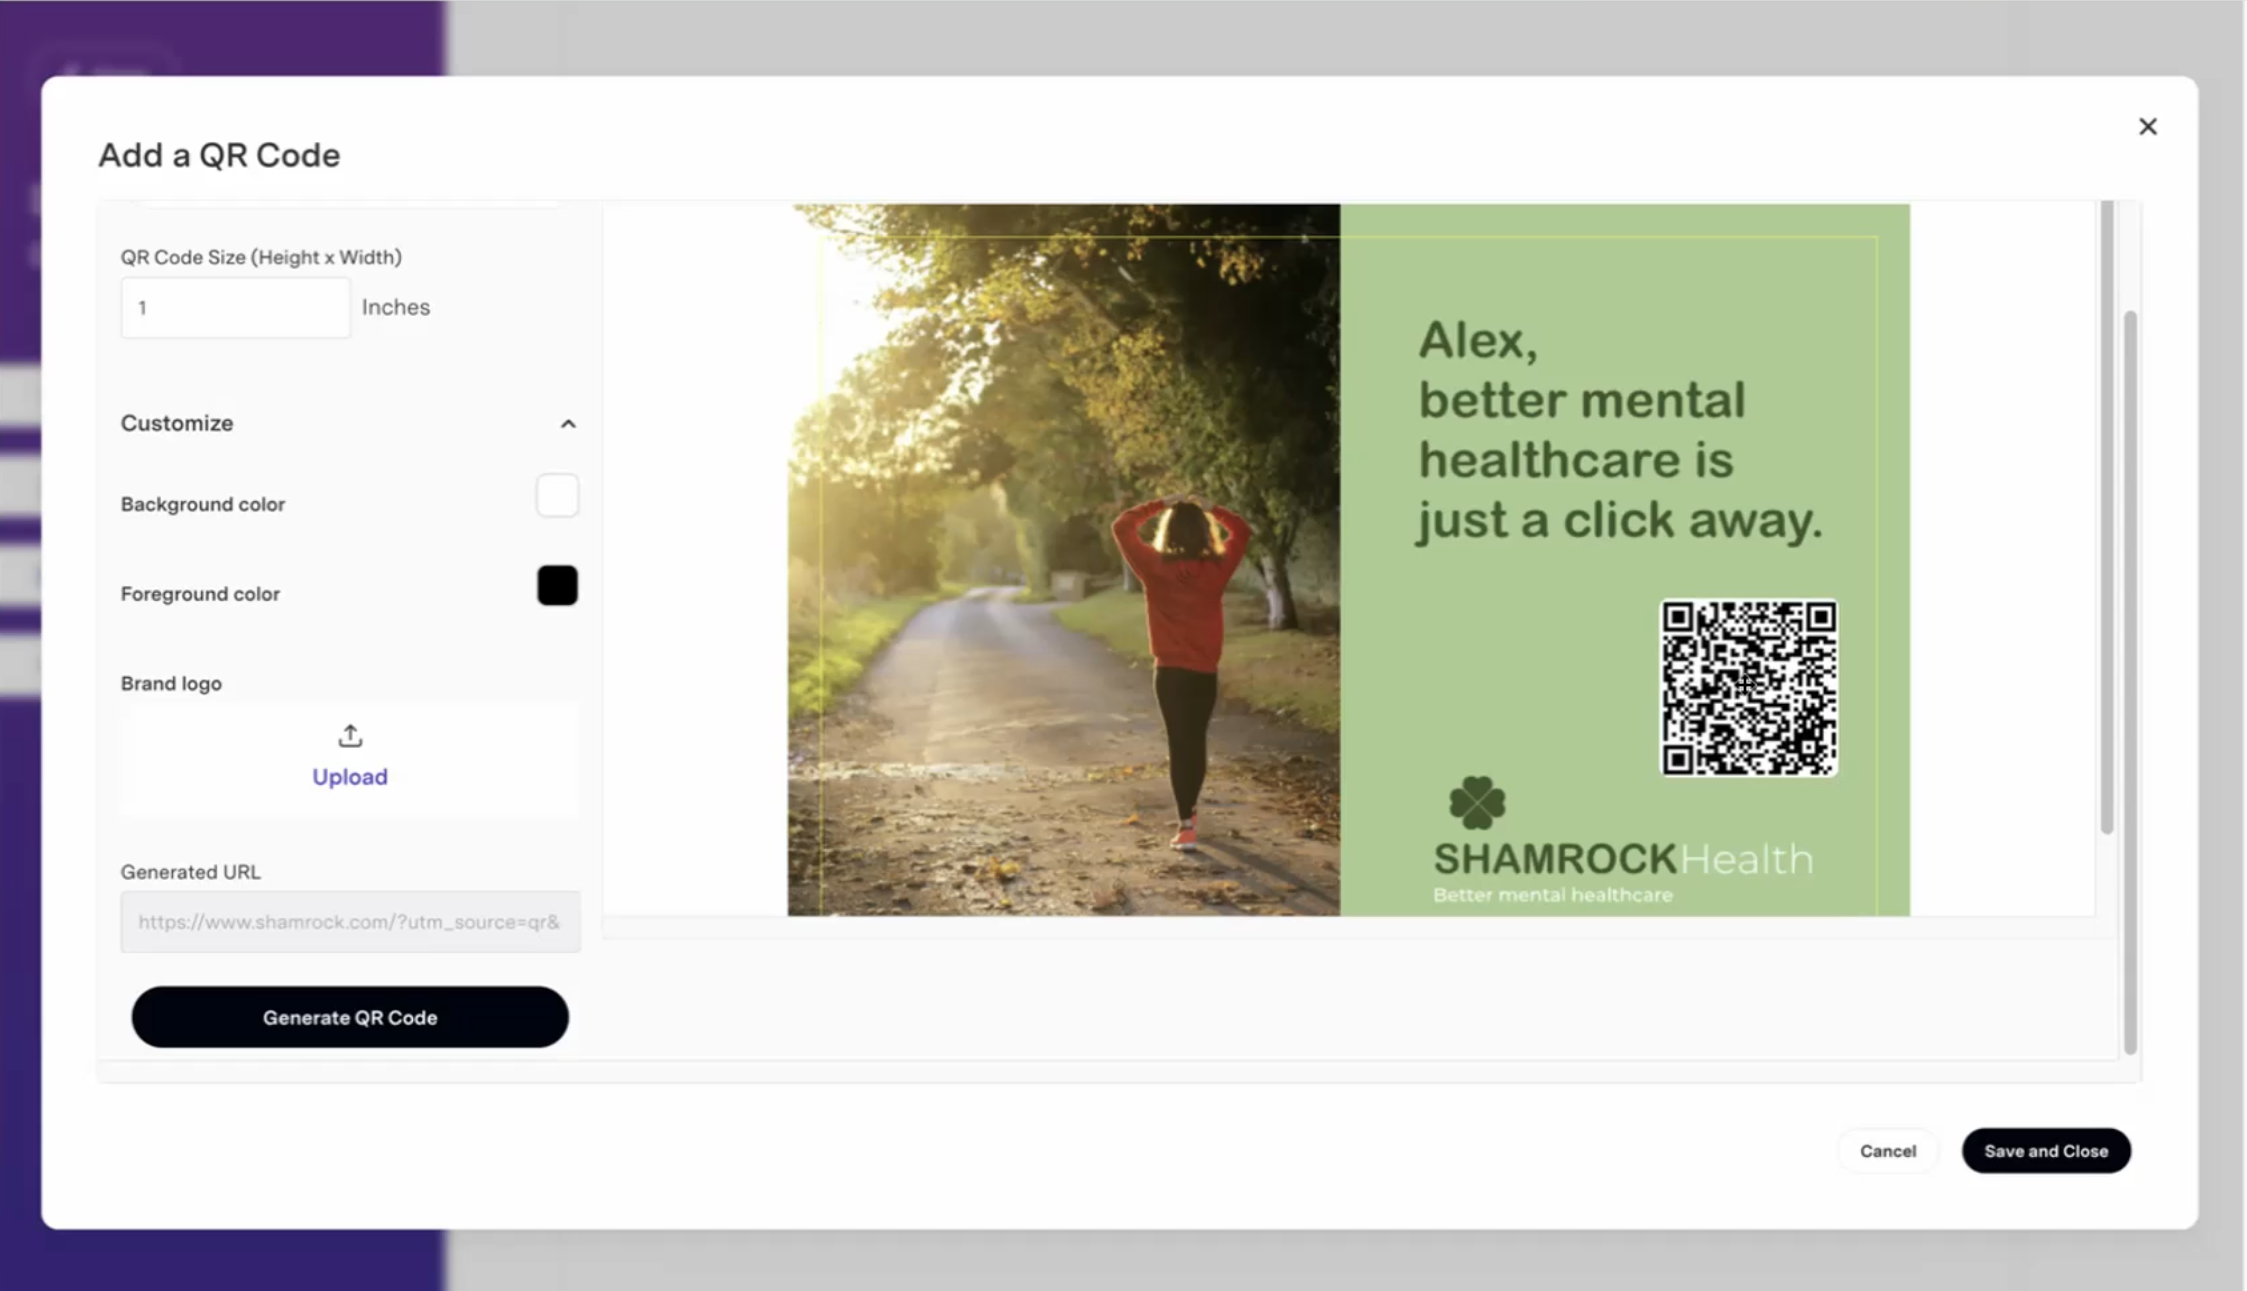 Add a QR Code
QR Code Size (Height x Width)
1
Inches
Customize
Background color
Foreground color
Brand logo
Upload
Generated URL
https://www.shamrock.com/?utm_source=qr&
Generate QR Code
Alex,
better mental
healthcare is
just a click away.
SHAMROCKHealth
Better mental healthcare
Cancel
Save and Close